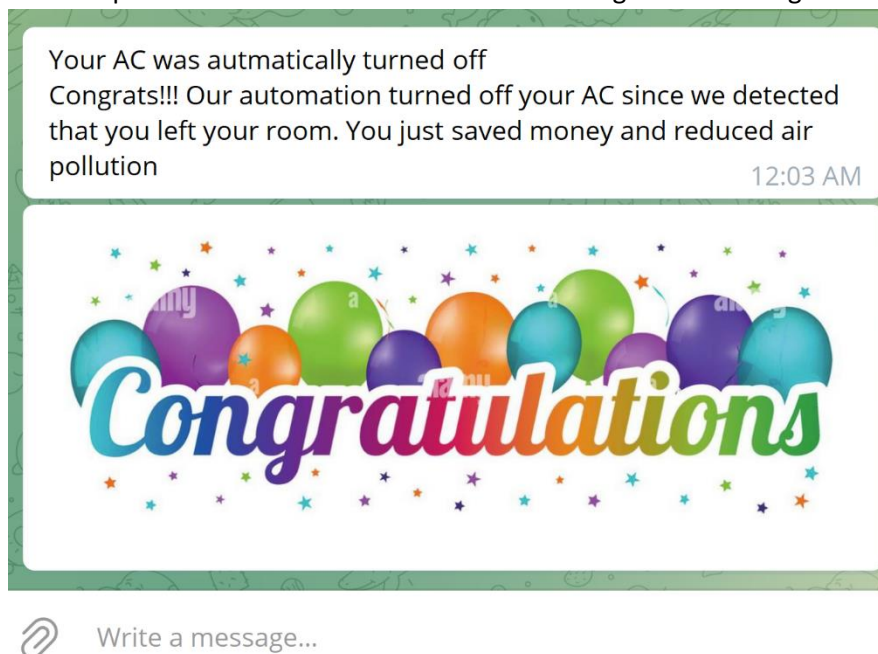 Your AC was autmatically turned off
Congrats!!! Our automation turned off your AC since we detected
that you left your room. You just saved money and reduced air
pollution
12:03 AM
Congratulations
Write a message...